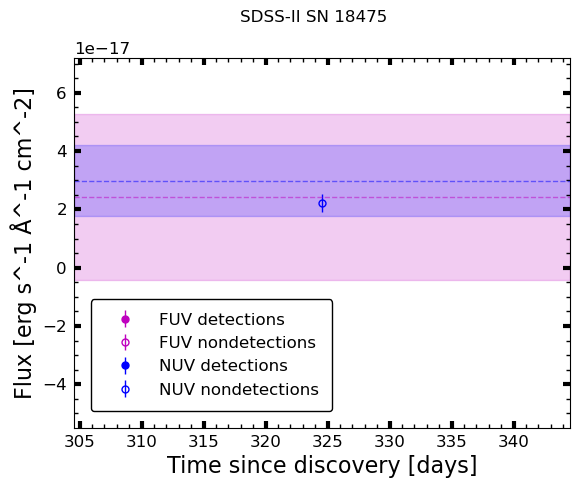 SDSS-II SN 18475
1e−17
6
4
2
0
−2
−4
Flux [erg s^-1 Å^-1 cm^-2]
FUV detections
FUV nondetections
NUV detections
NUV nondetections
305 310 315 320 325 330 335 340
Time since discovery [days]